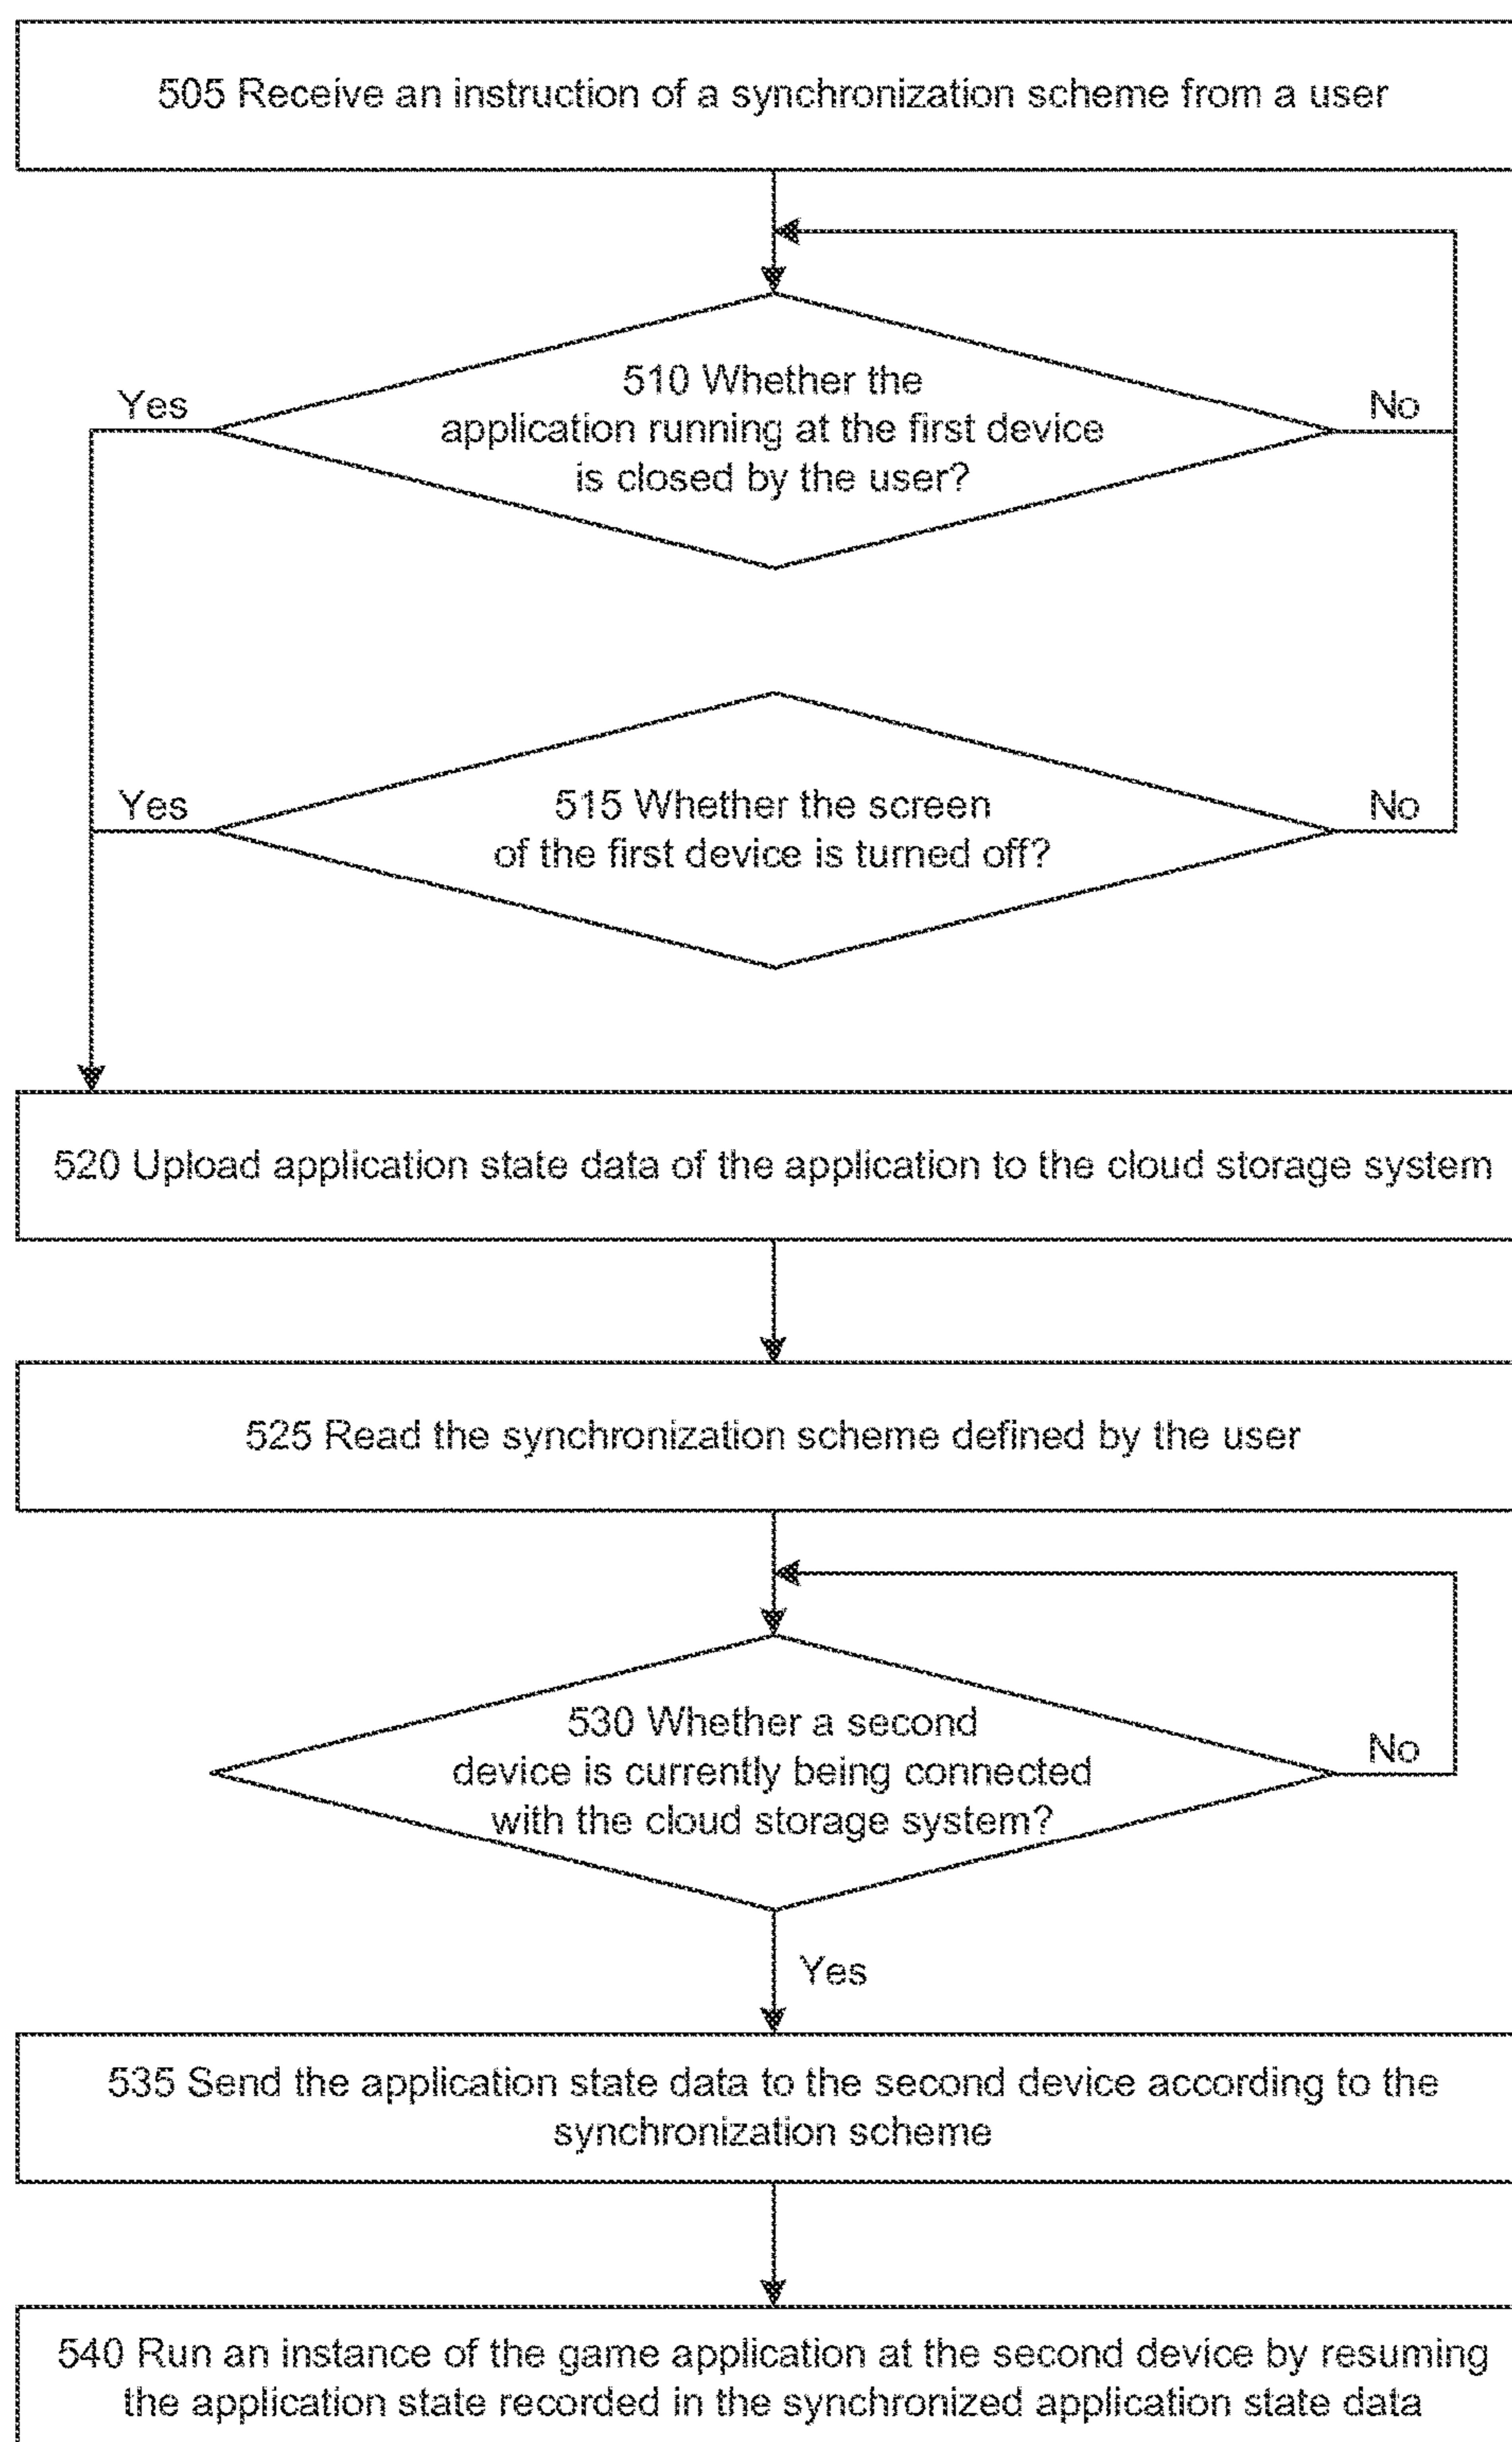 505 Receive an instruction of a synchronization scheme from a user
510 Whether the
application running at the first device
is closed by the user?
Yes
No
515 Whether the screen
of the first device is turned off?
Yes
No
520 Upload application state data of the application to the cloud storage system
525 Read the synchronization scheme defined by the user
530 Whether a second
device is currently being connected
with the cloud storage system?
No
Yes
535 Send the application state data to the second device according to the
synchronization scheme
540 Run an instance of the game application at the second device by resuming
the application state recorded in the synchronized application state data